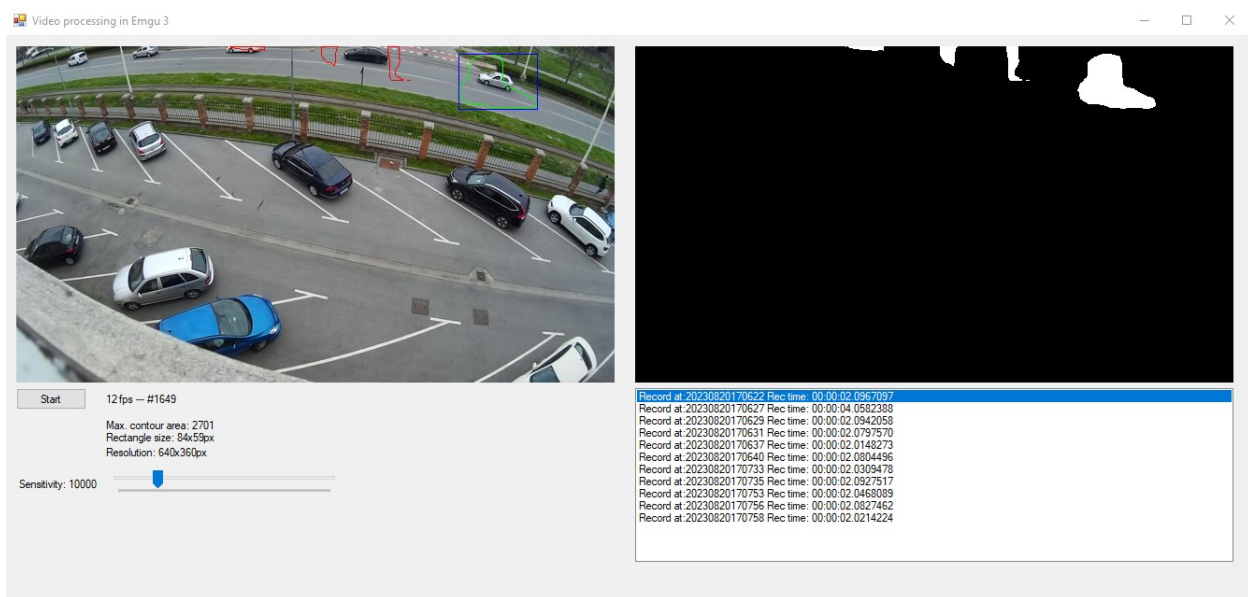 Video processing in Emgu 3
Start
12 fps --- #1649
Max. contour area: 2701
Rectangle size: 84x59px
Resolution: 640x360px
Sensitivity: 10000
Record at:20230820170622 Rec time: 00:00:02.0967097
Record at:20230820170627 Rec time: 00:00:04.0582388
Record at:20230820170629 Rec time: 00:00:02.0942058
Record at:20230820170631 Rec time: 00:00:02.0797570
Record at:20230820170637 Rec time: 00:00:02.0148273
Record at:20230820170640 Rec time: 00:00:02.0804496
Record at:20230820170733 Rec time: 00:00:02.0309478
Record at:20230820170735 Rec time: 00:00:02.0927517
Record at:20230820170753 Rec time: 00:00:02.0468089
Record at:20230820170756 Rec time: 00:00:02.0827462
Record at:20230820170758 Rec time: 00:00:02.0214224